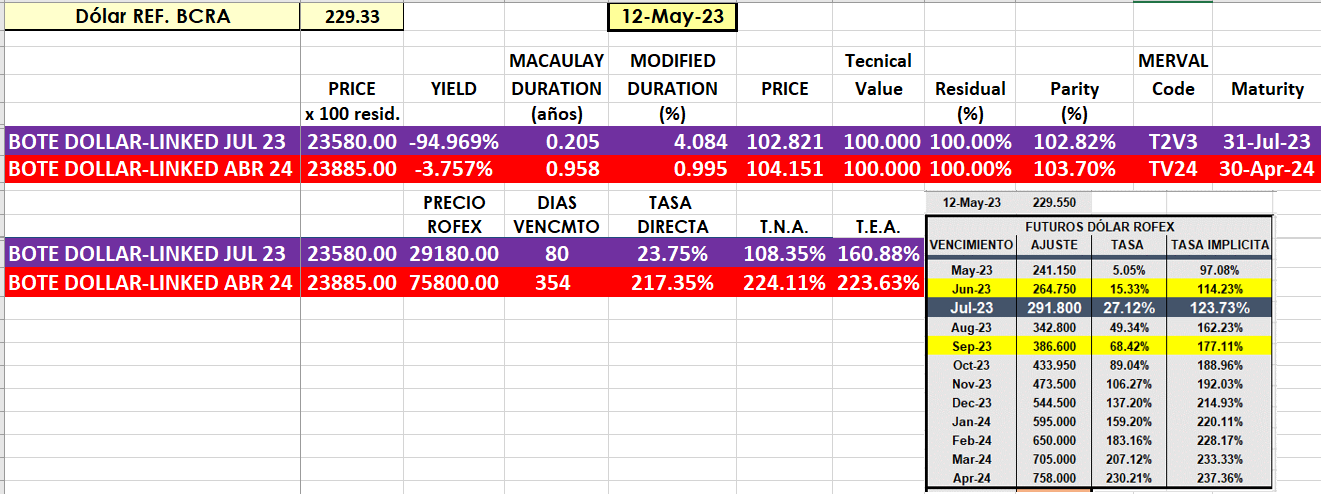 Dólar REF. BCRA 229.33 12-May-23
MACAULAY MODIFIED Tecnical MERVAL
PRICE YIELD DURATION DURATION PRICE Value Residual Parity Code Maturity
x 100 resid. (años) (%) (%) (%)
BOTE DOLLAR-LINKED JUL 23 23580.00 -94.969% 0.205 4.084 102.821 100.000 100.00% 102.82% T2V3 31-Jul-23
BOTE DOLLAR-LINKED ABR 24 23885.00 -3.757% 0.958 0.995 104.151 100.000 100.00% 103.70% TV24 30-Apr-24
PRECIO DIAS TASA
ROFEX VENCMTO DIRECTA T.N.A. T.E.A.
BOTE DOLLAR-LINKED JUL 23 23580.00 29180.00 80 23.75% 108.35% 160.88%
BOTE DOLLAR-LINKED ABR 24 23885.00 75800.00 354 217.35% 224.11% 223.63%
12-May-23 229.550
FUTUROS DÓLAR ROFEX
VENCIMIENTO AJUSTE TASA TASA IMPLICITA
May-23 241.150 5.05% 97.08%
Jun-23 264.750 15.33% 114.23%
Jul-23 291.800 27.12% 123.73%
Aug-23 342.800 49.34% 162.23%
Sep-23 386.600 68.42% 177.11%
Oct-23 433.950 89.04% 188.96%
Nov-23 473.500 106.27% 192.03%
Dec-23 544.500 137.20% 214.93%
Jan-24 595.000 159.20% 220.11%
Feb-24 650.000 183.16% 228.17%
Mar-24 705.000 207.12% 233.33%
Apr-24 758.000 230.21% 237.36%